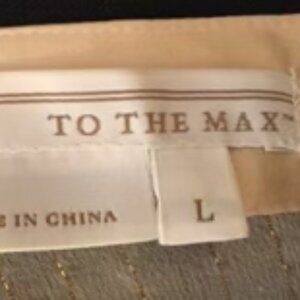 TO THE MAX™
IN CHINA
L